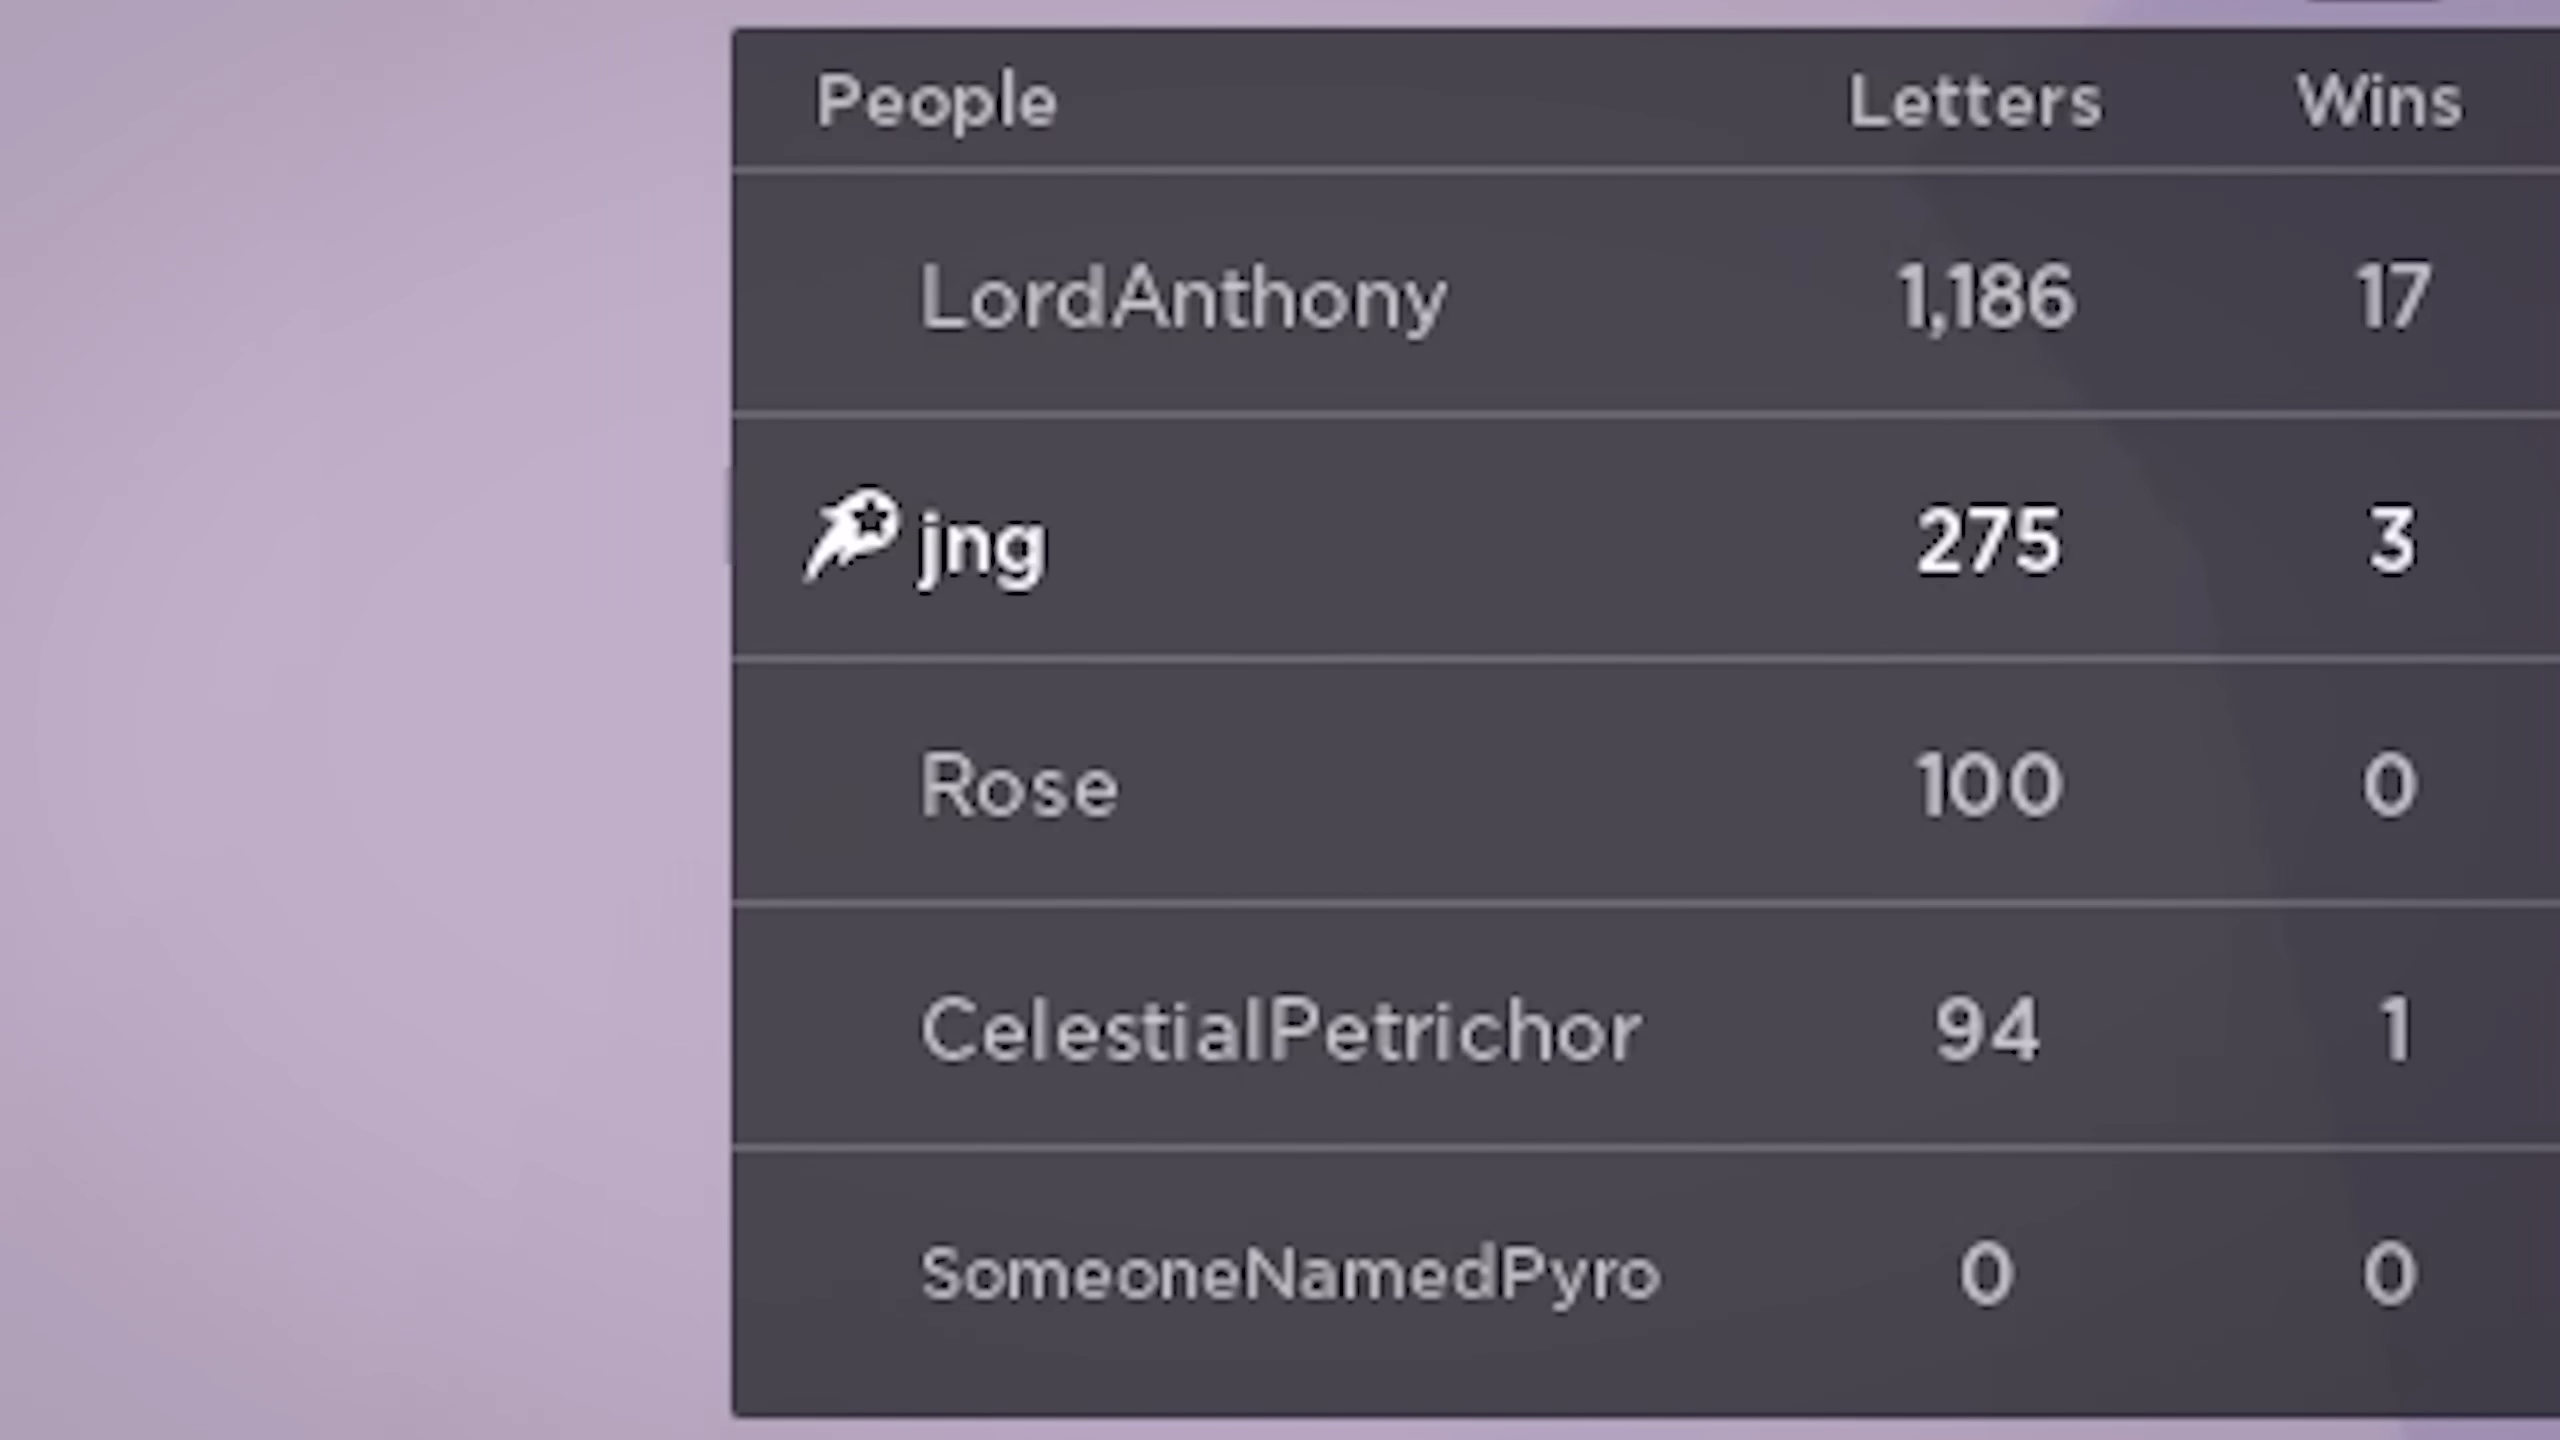 People Letters Wins
LordAnthony 1,186 17
jng 275 3
Rose 100 0
CelestialPetrichor 94 1
SomeoneNamedPyro 0 0